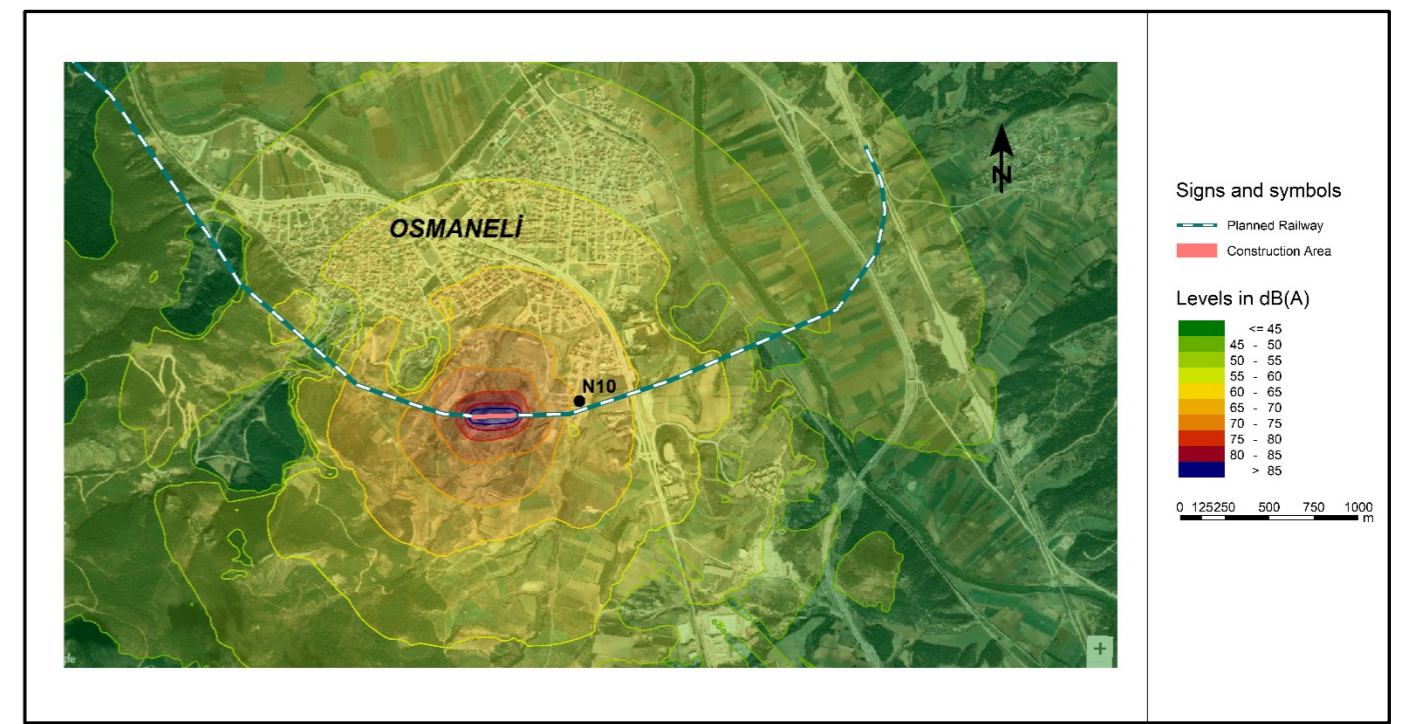 OSMANELİ
N10
N
gle
+
Signs and symbols
Planned Railway
Construction Area
Levels in dB(A)
<= 45
45 - 50
50 - 55
55 - 60
60 - 65
65 - 70
70 - 75
75 - 80
80 - 85
> 85
0 125250 500 750 1000
m